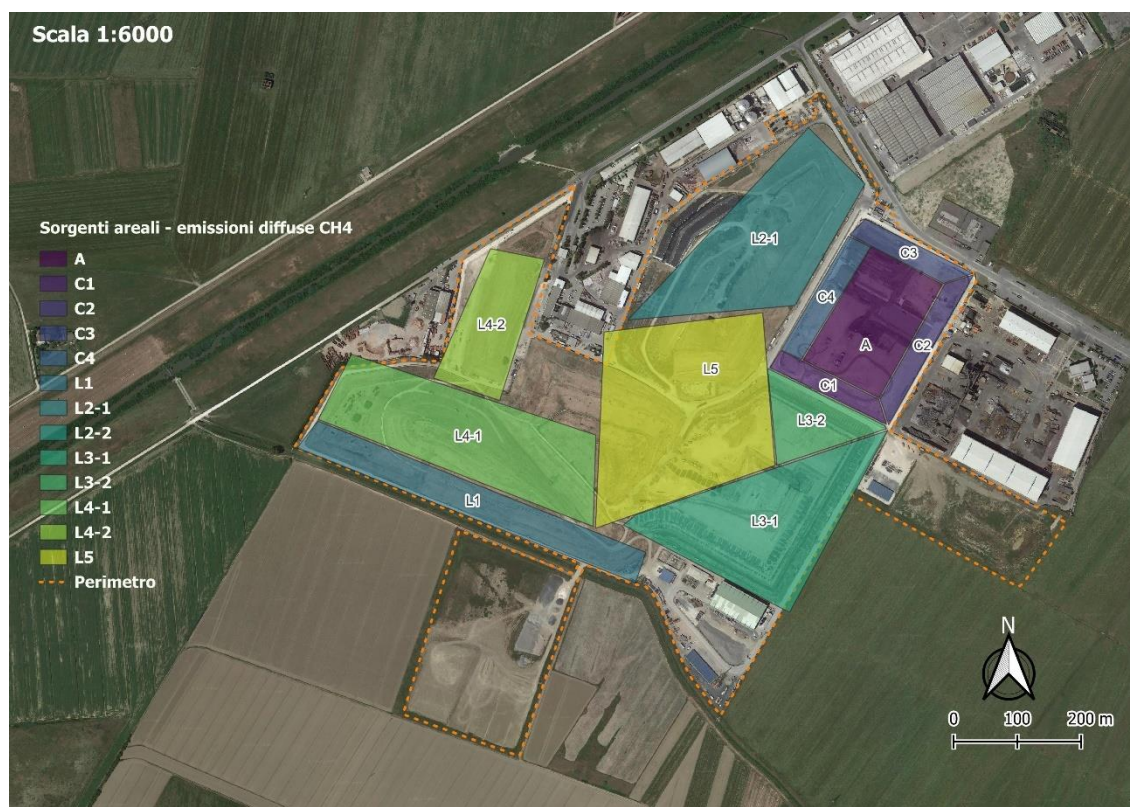 Scala 1:6000
Sorgenti areali - emissioni diffuse CH4
A
C1
C2
C3
C4
L1
L2-1
L2-2
L3-1
L3-2
L4-1
L4-2
L5
Perimetro
L2-1
C3
C4
L4-2
A
C2
L5
C1
L3-2
L4-1
L1
L3-1
N
0 100 200 m